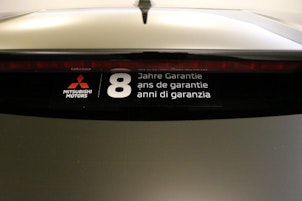 MITSUBISHI
MOTORS
8
Jahre Garantie
ans de garantie
anni di garanzia